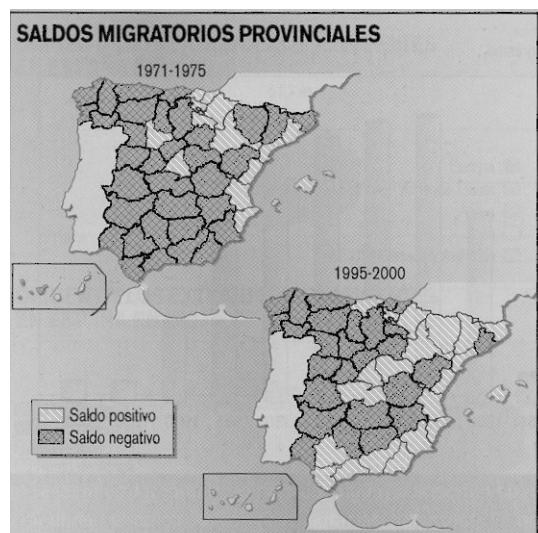 SALDOS MIGRATORIOS PROVINCIALES
1971-1975
1995-2000
Saldo positivo
Saldo negativo